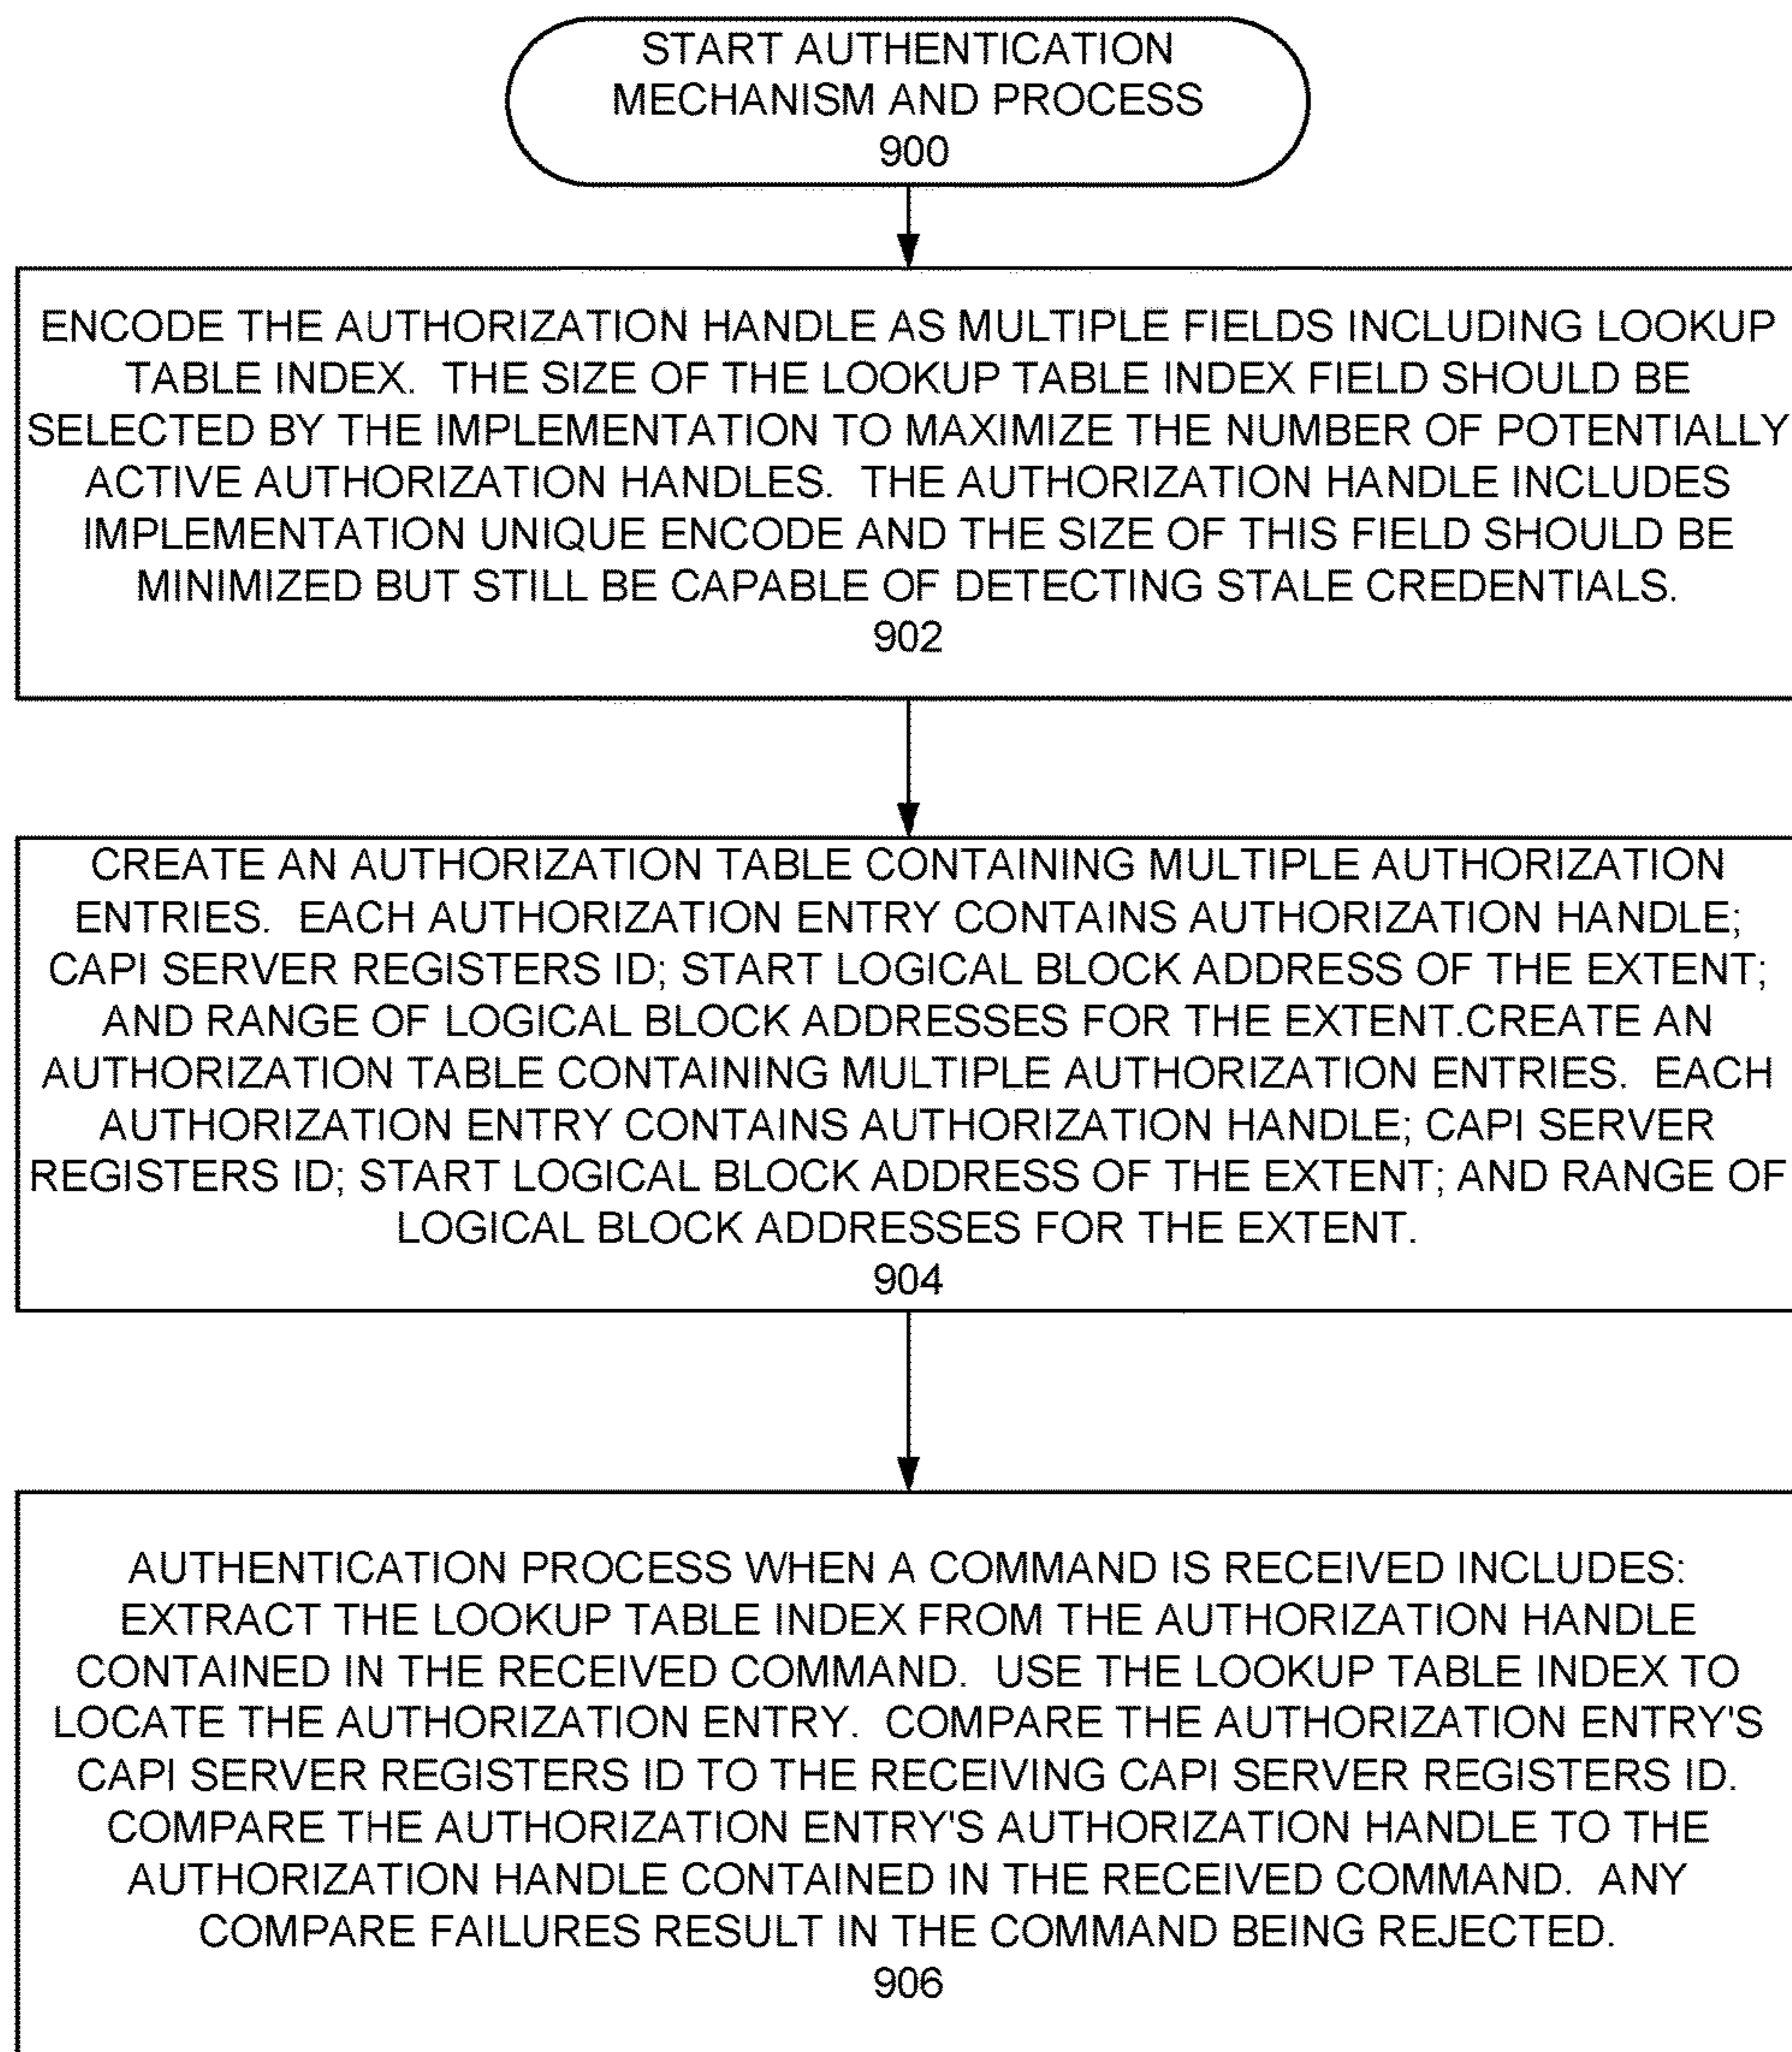 START AUTHENTICATION
MECHANISM AND PROCESS
900
ENCODE THE AUTHORIZATION HANDLE AS MULTIPLE FIELDS INCLUDING LOOKUP
TABLE INDEX. THE SIZE OF THE LOOKUP TABLE INDEX FIELD SHOULD BE
SELECTED BY THE IMPLEMENTATION TO MAXIMIZE THE NUMBER OF POTENTIALLY
ACTIVE AUTHORIZATION HANDLES. THE AUTHORIZATION HANDLE INCLUDES
IMPLEMENTATION UNIQUE ENCODE AND THE SIZE OF THIS FIELD SHOULD BE
MINIMIZED BUT STILL BE CAPABLE OF DETECTING STALE CREDENTIALS.
902
CREATE AN AUTHORIZATION TABLE CONTAINING MULTIPLE AUTHORIZATION
ENTRIES. EACH AUTHORIZATION ENTRY CONTAINS AUTHORIZATION HANDLE;
CAPI SERVER REGISTERS ID; START LOGICAL BLOCK ADDRESS OF THE EXTENT;
AND RANGE OF LOGICAL BLOCK ADDRESSES FOR THE EXTENT.CREATE AN
AUTHORIZATION TABLE CONTAINING MULTIPLE AUTHORIZATION ENTRIES. EACH
AUTHORIZATION ENTRY CONTAINS AUTHORIZATION HANDLE; CAPI SERVER
REGISTERS ID; START LOGICAL BLOCK ADDRESS OF THE EXTENT; AND RANGE OF
LOGICAL BLOCK ADDRESSES FOR THE EXTENT.
904
AUTHENTICATION PROCESS WHEN A COMMAND IS RECEIVED INCLUDES:
EXTRACT THE LOOKUP TABLE INDEX FROM THE AUTHORIZATION HANDLE
CONTAINED IN THE RECEIVED COMMAND. USE THE LOOKUP TABLE INDEX TO
LOCATE THE AUTHORIZATION ENTRY. COMPARE THE AUTHORIZATION ENTRY'S
CAPI SERVER REGISTERS ID TO THE RECEIVING CAPI SERVER REGISTERS ID.
COMPARE THE AUTHORIZATION ENTRY'S AUTHORIZATION HANDLE TO THE
AUTHORIZATION HANDLE CONTAINED IN THE RECEIVED COMMAND. ANY
COMPARE FAILURES RESULT IN THE COMMAND BEING REJECTED.
906